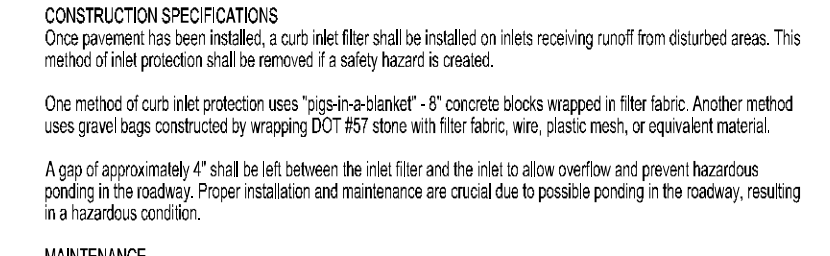 CONSTRUCTION SPECIFICATIONS
Once pavement has been installed, a curb inlet filter shall be installed on inlets receiving runoff from disturbed areas. This
method of inlet protection shall be removed if a safety hazard is created.
One method of curb inlet protection uses "pigs-in-a-blanket" - 8" concrete blocks wrapped in filter fabric. Another method
uses gravel bags constructed by wrapping DOT #57 stone with filter fabric, wire, plastic mesh, or equivalent material.
A gap of approximately 4" shall be left between the inlet filter and the inlet to allow overflow and prevent hazardous
ponding in the roadway. Proper installation and maintenance are crucial due to possible ponding in the roadway, resulting
in a hazardous condition.
MAINTENANCE